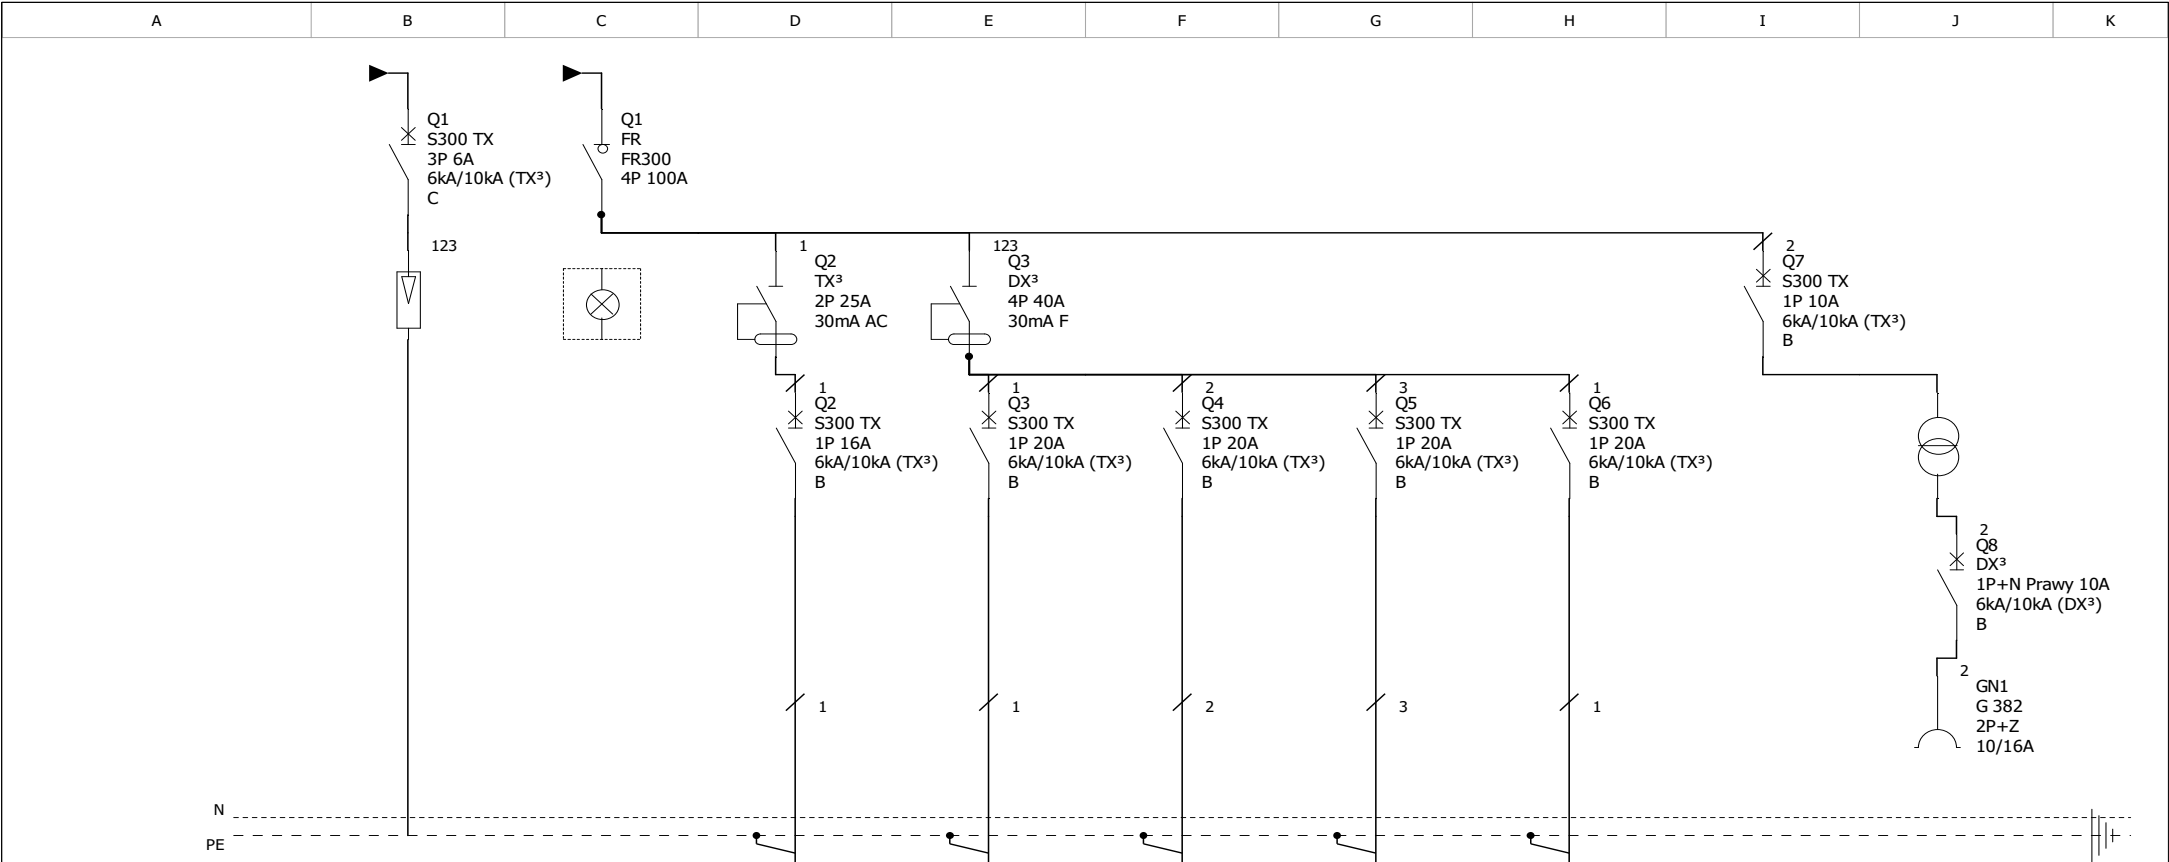 A
B
C
D
E
F
G
H
I
J
K
Q1
S300 TX
3P 6A
6kA/10kA (TX³)
C
123
Q1
FR
FR300
4P 100A
1
Q2
TX³
2P 25A
30mA AC
123
Q3
DX³
4P 40A
30mA F
2
Q7
S300 TX
1P 10A
6kA/10kA (TX³)
B
1
Q2
S300 TX
1P 16A
6kA/10kA (TX³)
B
1
Q3
S300 TX
1P 20A
6kA/10kA (TX³)
B
2
Q4
S300 TX
1P 20A
6kA/10kA (TX³)
B
3
Q5
S300 TX
1P 20A
6kA/10kA (TX³)
B
1
Q6
S300 TX
1P 20A
6kA/10kA (TX³)
B
2
Q8
DX³
1P+N Prawy 10A
6kA/10kA (DX³)
B
2
GN1
G 382
2P+Z
10/16A
1
1
2
3
1
N
PE